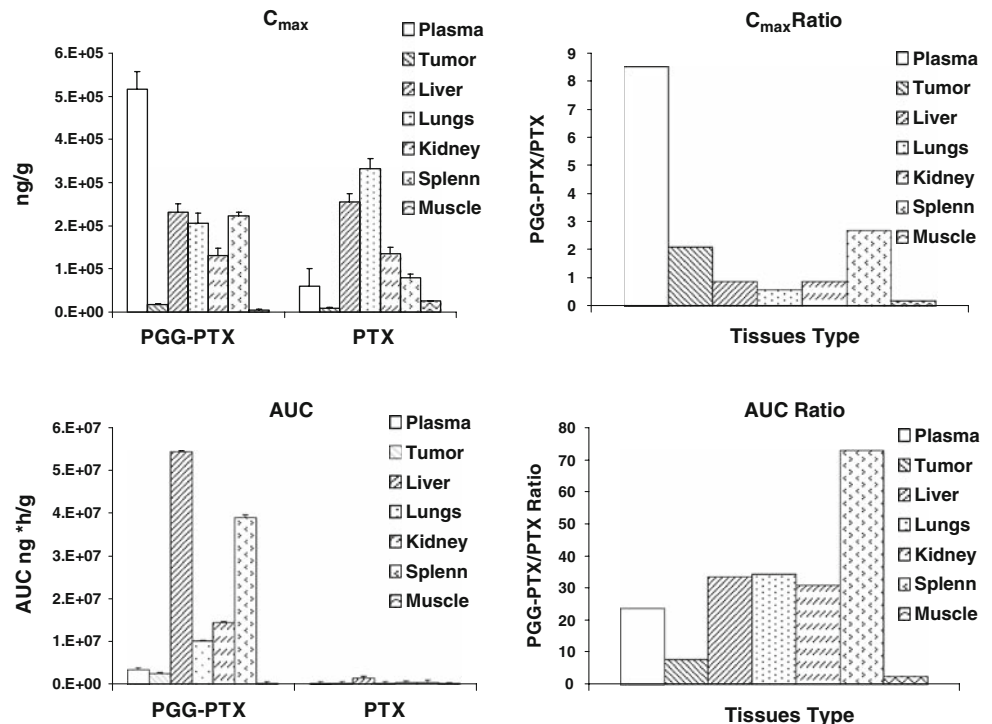 C_max
ng/g
6.E+05
5.E+05
4.E+05
3.E+05
2.E+05
1.E+05
0.E+00
PGG-PTX
PTX
Plasma
Tumor
Liver
Lungs
Kidney
Splenn
Muscle
C_max Ratio
PGG-PTX/PTX
9
8
7
6
5
4
3
2
1
0
Tissues Type
Plasma
Tumor
Liver
Lungs
Kidney
Splenn
Muscle
AUC
AUC ng *h/g
6.E+07
5.E+07
4.E+07
3.E+07
2.E+07
1.E+07
0.E+00
PGG-PTX
PTX
Plasma
Tumor
Liver
Lungs
Kidney
Splenn
Muscle
AUC Ratio
PGG-PTX/PTX Ratio
80
70
60
50
40
30
20
10
0
Tissues Type
Plasma
Tumor
Liver
Lungs
Kidney
Splenn
Muscle